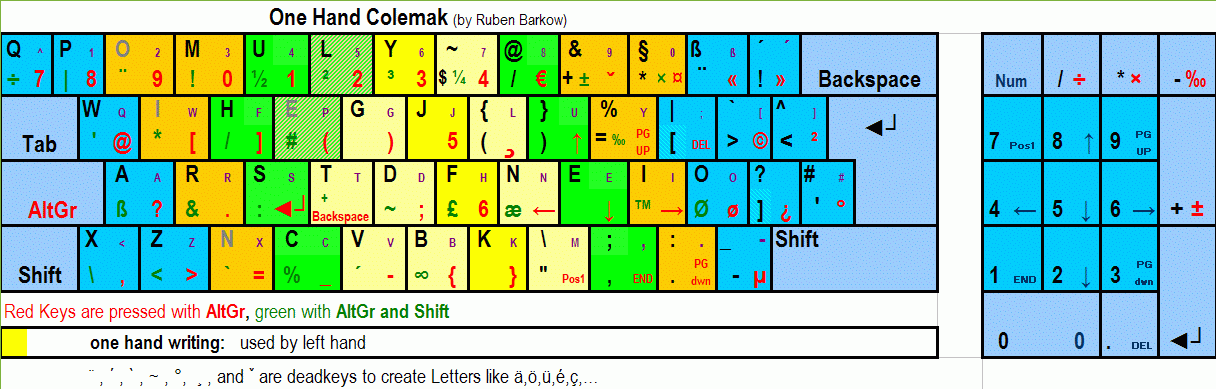 One Hand Colemak (by Ruben Barkow)
Q ^ P 1 O 2 M 3 U 4 L 5 Y 6 ~ 7 @ 8 & 9 § 0 ß ß ´ ´
÷ 7 | 8 ¨ 9 ! 0 ½ 1 ² 2 ³ 3 $ ¼ 4 / € + ± ˇ * × ¤ ¨ « ! » Backspace
Num / ÷ * × - ‰
W Q I W H F E P G G J J { L } U % Y | ; ` [ ^ ]
Tab ' @ * [ / ] # ( ) 5 ( ¸ ) ↑ = ‰ PG UP [ DEL > © < ² ◄┘
7 Pos1 8 ↑ 9 PG UP
A A R R S S T T D D F H N N E E I I O O ? # #
AltGr ß ? & . : ◄┘ + Backspace ~ ; £ 6 æ ← ↓ TM → Ø ø ] ¿ ' °
4 ← 5 ↓ 6 → + ±
X < Z Z N X C C V V B B K K \ M ; , : . _ - Shift
Shift \ , < > ` = % _ ´ - ∞ { } " Pos1 , END . PG dwn - µ
1 END 2 ↓ 3 PG dwn
Red Keys are pressed with AltGr, green with AltGr and Shift
0 0 . DEL ◄┘
one hand writing: used by left hand
¨ , ´ , ` , ~ , °, ¸ , and ˇ are deadkeys to create Letters like ä,ö,ü,é,ç,...